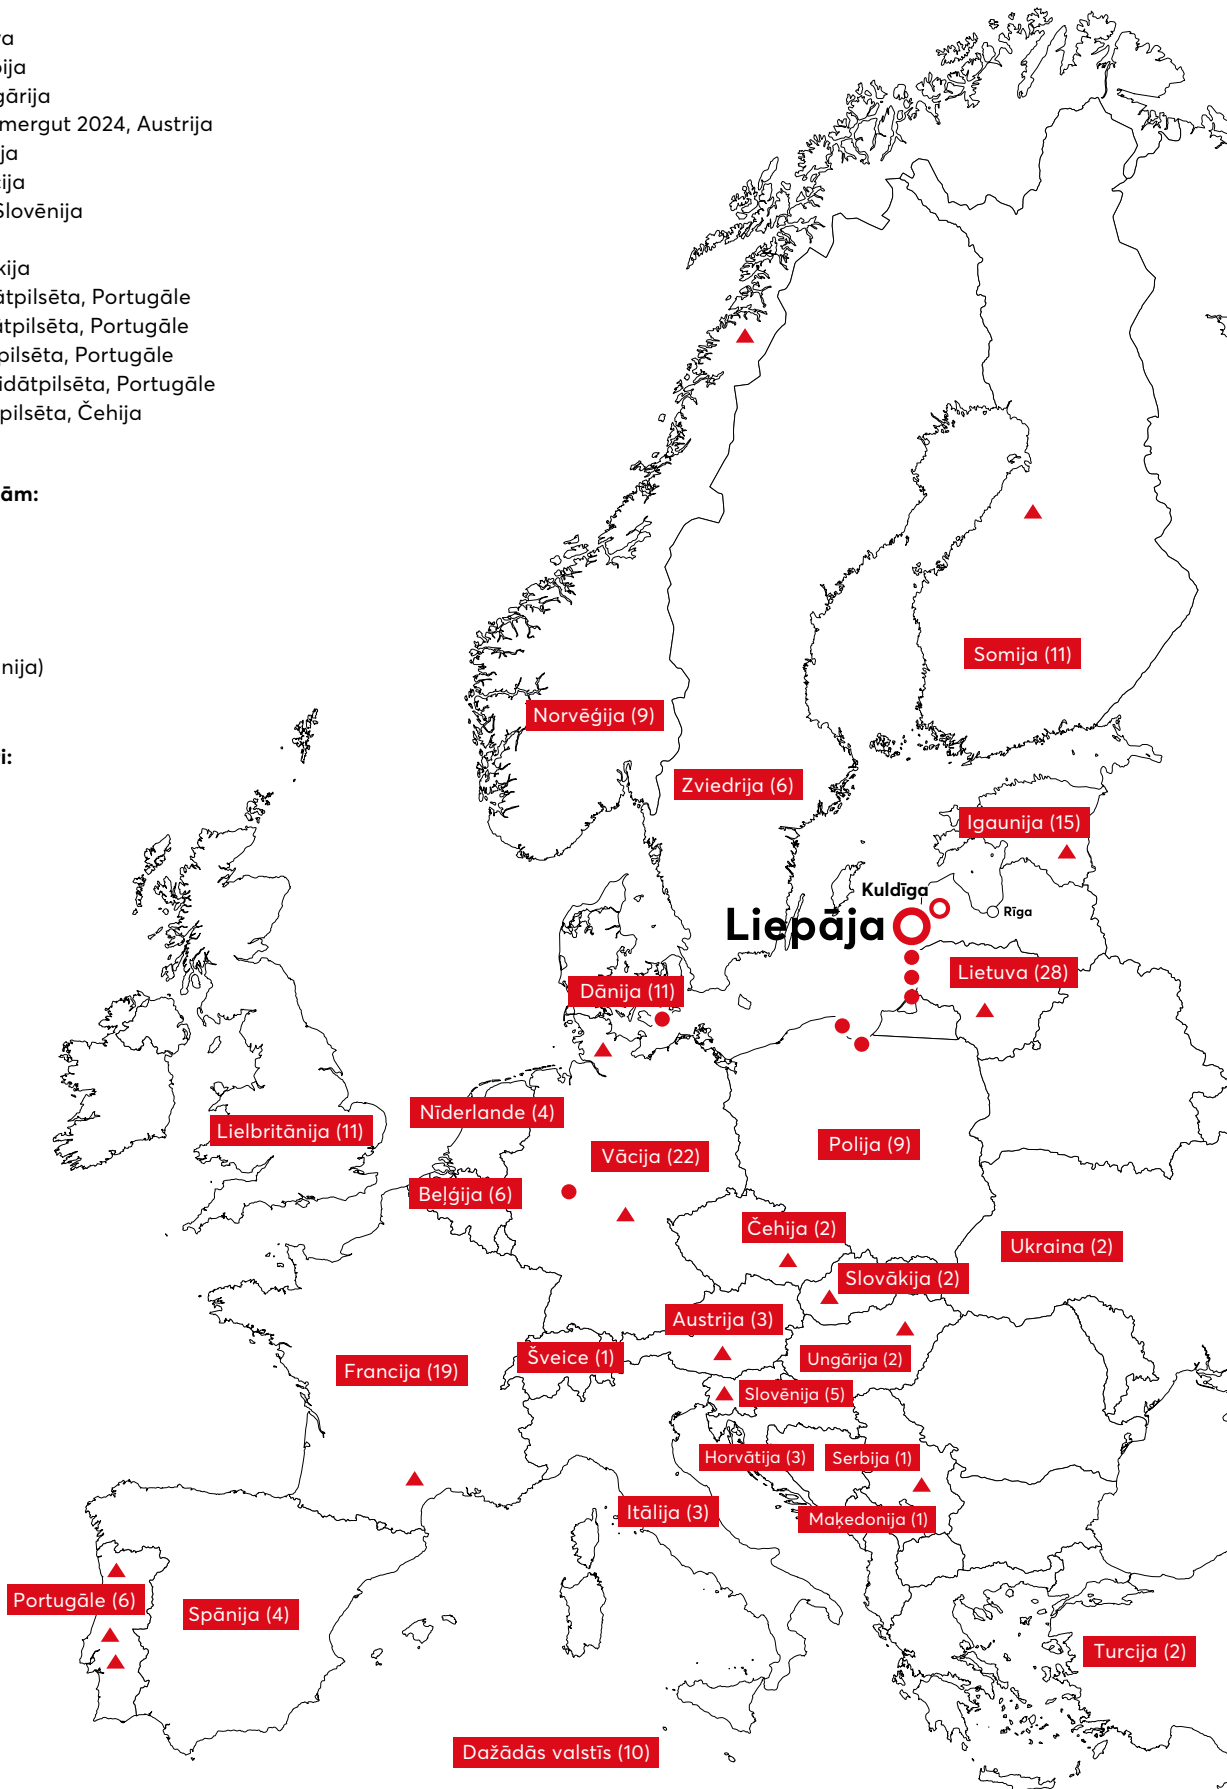 ra
bija
gārija
mergut 2024, Austrija
ija
cija
Slovēnija
kija
ātpilsēta, Portugāle
ātpilsēta, Portugāle
pilsēta, Portugāle
idātpilsēta, Portugāle
pilsēta, Čehija
ām:
nija)
i:
Somija (11)
Norvēģija (9)
Zviedrija (6)
Igaunija (15)
Kuldīga
Rīga
Liepāja
Lietuva (28)
Dānija (11)
Nīderlande (4)
Lielbritānija (11)
Polija (9)
Vācija (22)
Beļģija (6)
Čehija (2)
Ukraina (2)
Slovākija (2)
Austrija (3)
Šveice (1)
Ungārija (2)
Francija (19)
Slovēnija (5)
Horvātija (3)
Serbija (1)
Itālija (3)
Maķedonija (1)
Portugāle (6)
Spānija (4)
Turcija (2)
Dažādās valstīs (10)